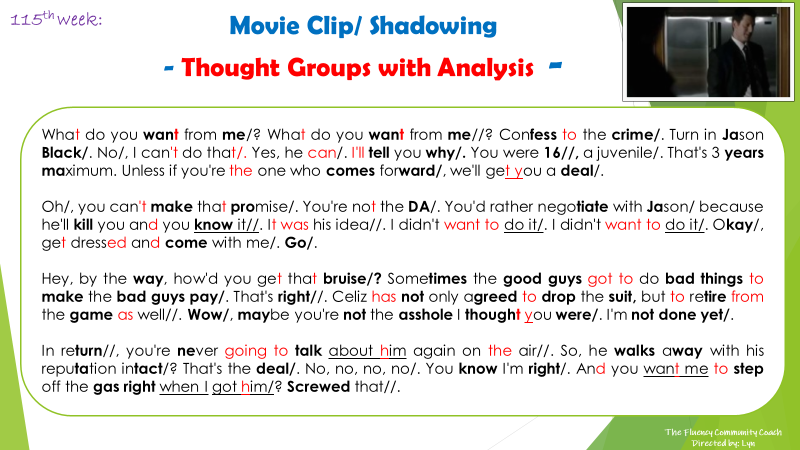 115th week:
Movie Clip/ Shadowing
- Thought Groups with Analysis -
What do you want from me/? What do you want from me//? Confess to the crime/. Turn in Jason
Black/. No/, I can't do that/. Yes, he can/. I'll tell you why/. You were 16//, a juvenile/. That's 3 years
maximum. Unless if you're the one who comes forward/, we'll get you a deal/.
Oh/, you can't make that promise/. You're not the DA/. You'd rather negotiate with Jason/ because
he'll kill you and you know it//. It was his idea//. I didn't want to do it/. I didn't want to do it/. Okay/,
get dressed and come with me/. Go/.
Hey, by the way, how'd you get that bruise/? Sometimes the good guys got to do bad things to
make the bad guys pay/. That's right//. Celiz has not only agreed to drop the suit, but to retire from
the game as well//. Wow/, maybe you're not the asshole I thought you were/. I'm not done yet/.
In return//, you're never going to talk about him again on the air//. So, he walks away with his
reputation intact/? That's the deal/. No, no, no, no/. You know I'm right/. And you want me to step
off the gas right when I got him/? Screwed that//.
The Fluency Community Coach
Directed by: Lyn